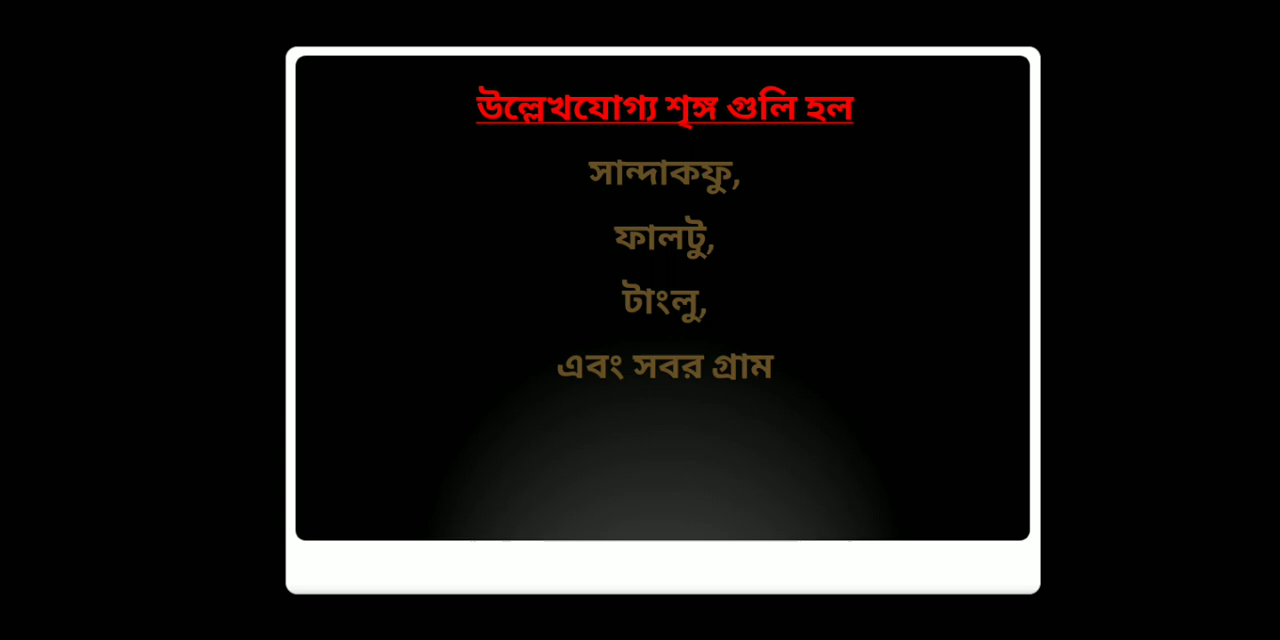 উল্লেখযোগ্য শৃঙ্গ গুলি হল
সান্দাকফু,
ফালটু,
টাংলু,
এবং সবর গ্রাম